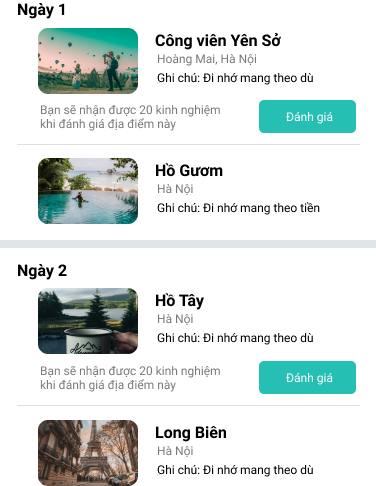 Ngày 1
Công viên Yên Sở
Hoàng Mai, Hà Nội
Ghi chú: Đi nhớ mang theo dù
Bạn sẽ nhận được 20 kinh nghiệm
khi đánh giá địa điểm này
Đánh giá
Hồ Gươm
Hà Nội
Ghi chú: Đi nhớ mang theo tiền
Ngày 2
Hồ Tây
Hà Nội
Ghi chú: Đi nhớ mang theo dù
Bạn sẽ nhận được 20 kinh nghiệm
khi đánh giá địa điểm này
Đánh giá
Long Biên
Hà Nội
Ghi chú: Đi nhớ mang theo dù